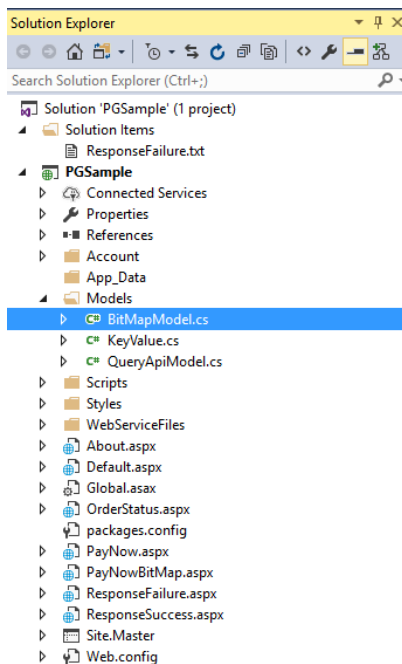 Solution Explorer
Search Solution Explorer (Ctrl+;)
Solution 'PGSample' (1 project)
Solution Items
ResponseFailure.txt
PGSample
Connected Services
Properties
References
Account
App_Data
Models
C# BitMapModel.cs
C# KeyValue.cs
C# QueryApiModel.cs
Scripts
Styles
WebServiceFiles
About.aspx
Default.aspx
Global.asax
OrderStatus.aspx
packages.config
PayNow.aspx
PayNowBitMap.aspx
ResponseFailure.aspx
ResponseSuccess.aspx
Site.Master
Web.config